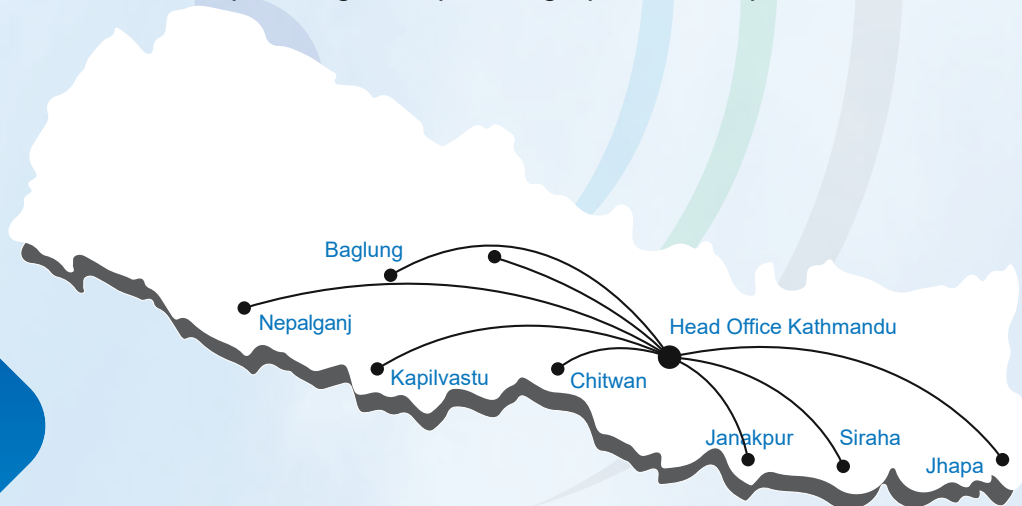 Baglung
Nepalganj
Head Office Kathmandu
Kapilvastu
Chitwan
Janakpur
Siraha
Jhapa